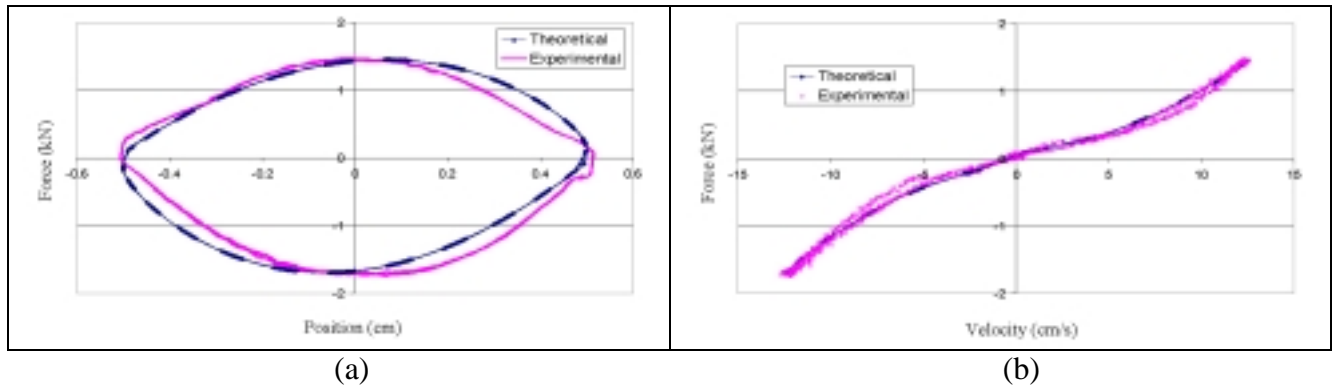 2
Theoretical
Experimental
1
Force (kN)
0
-0.6
-0.4
-0.2
0
0.2
0.4
0.6
-1
-2
Position (cm)
(a)
2
Theoretical
Experimental
1
Force (kN)
0
-15
-10
-5
0
5
10
15
-1
-2
Velocity (cm/s)
(b)